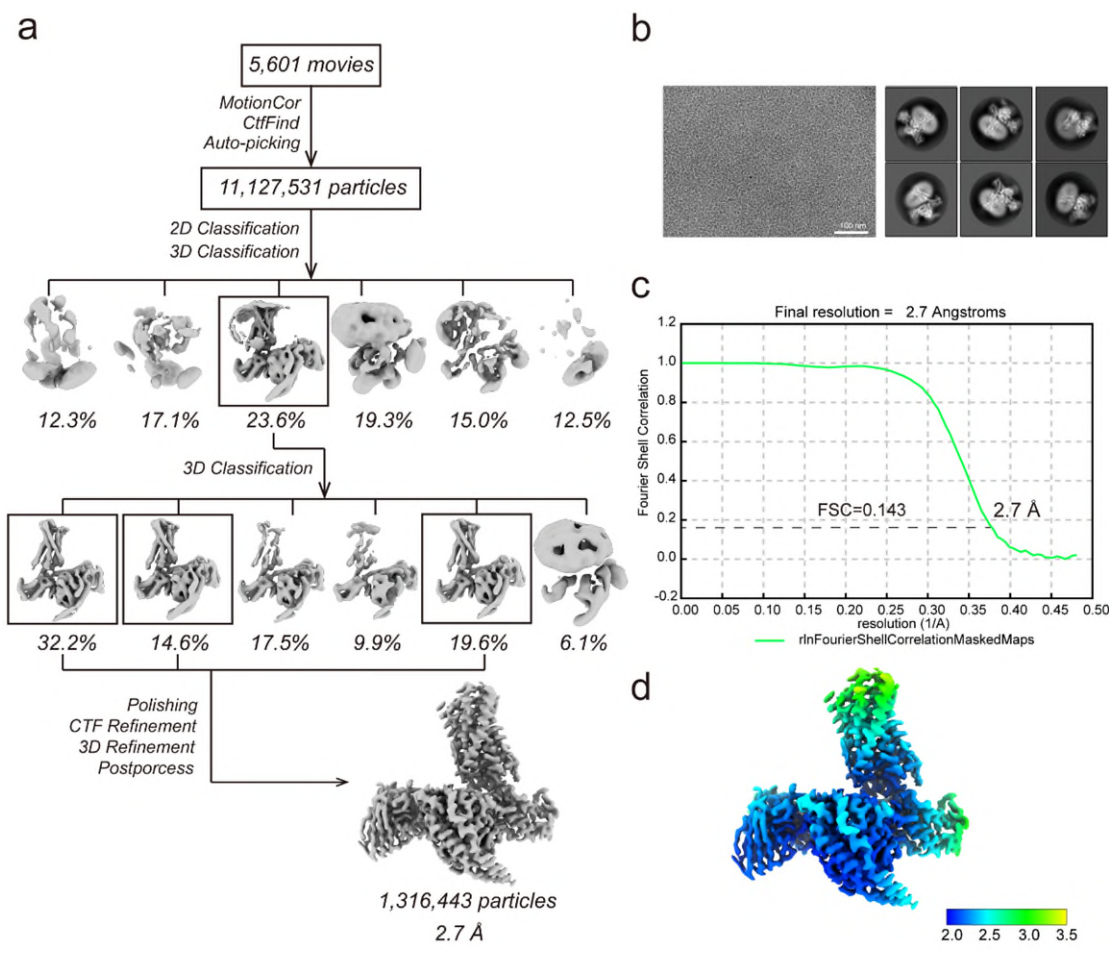 a
5,601 movies
MotionCor
CtfFind
Auto-picking
11,127,531 particles
2D Classification
3D Classification
12.3%
17.1%
23.6%
19.3%
15.0%
12.5%
3D Classification
32.2%
14.6%
17.5%
9.9%
19.6%
6.1%
Polishing
CTF Refinement
3D Refinement
Postporcess
1,316,443 particles
2.7 Å
b
100 nm
c
Final resolution = 2.7 Angstroms
Fourier Shell Correlation
1.2
1.0
0.8
0.6
0.4
0.2
0.0
-0.2
FSC=0.143
2.7 Å
0.00 0.05 0.10 0.15 0.20 0.25 0.30 0.35 0.40 0.45 0.50
resolution (1/A)
rlnFourierShellCorrelationMaskedMaps
d
2.0 2.5 3.0 3.5